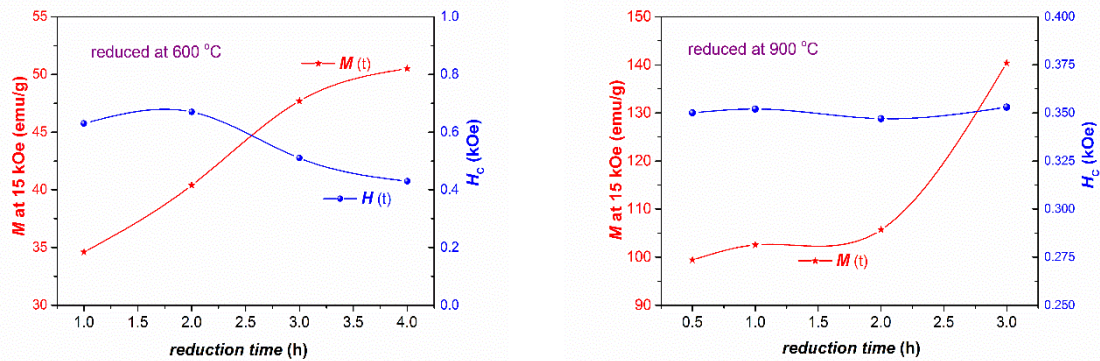 reduced at 600 °C
M (t)
H (t)
55
50
45
40
35
30
M at 15 kOe (emu/g)
1.0
0.8
0.6
0.4
0.2
0.0
Hc (kOe)
1.0 1.5 2.0 2.5 3.0 3.5 4.0
reduction time (h)
reduced at 900 °C
M (t)
150
140
130
120
110
100
90
M at 15 kOe (emu/g)
0.400
0.375
0.350
0.325
0.300
0.275
0.250
Hc (kOe)
0.5 1.0 1.5 2.0 2.5 3.0
reduction time (h)